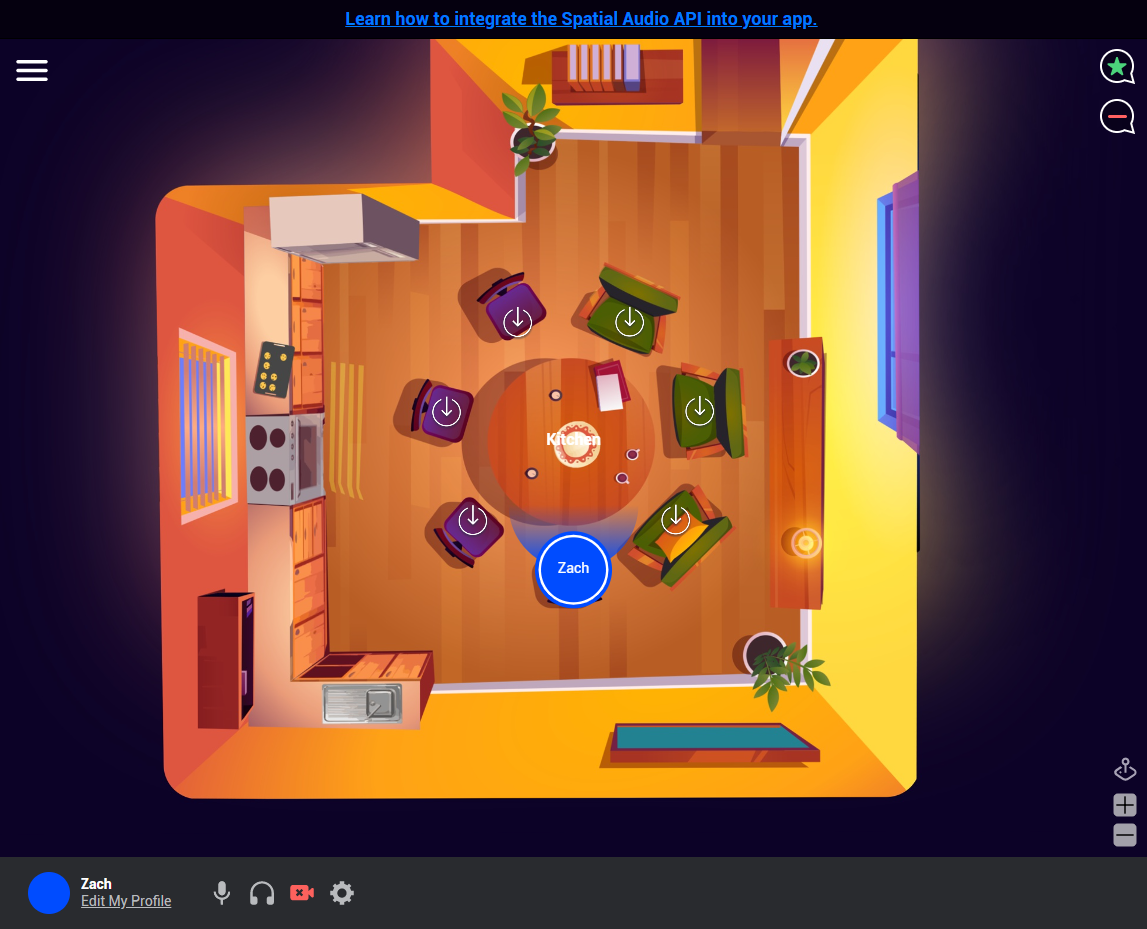 Learn how to integrate the Spatial Audio API into your app.
Kitchen
Zach
Zach
Edit My Profile